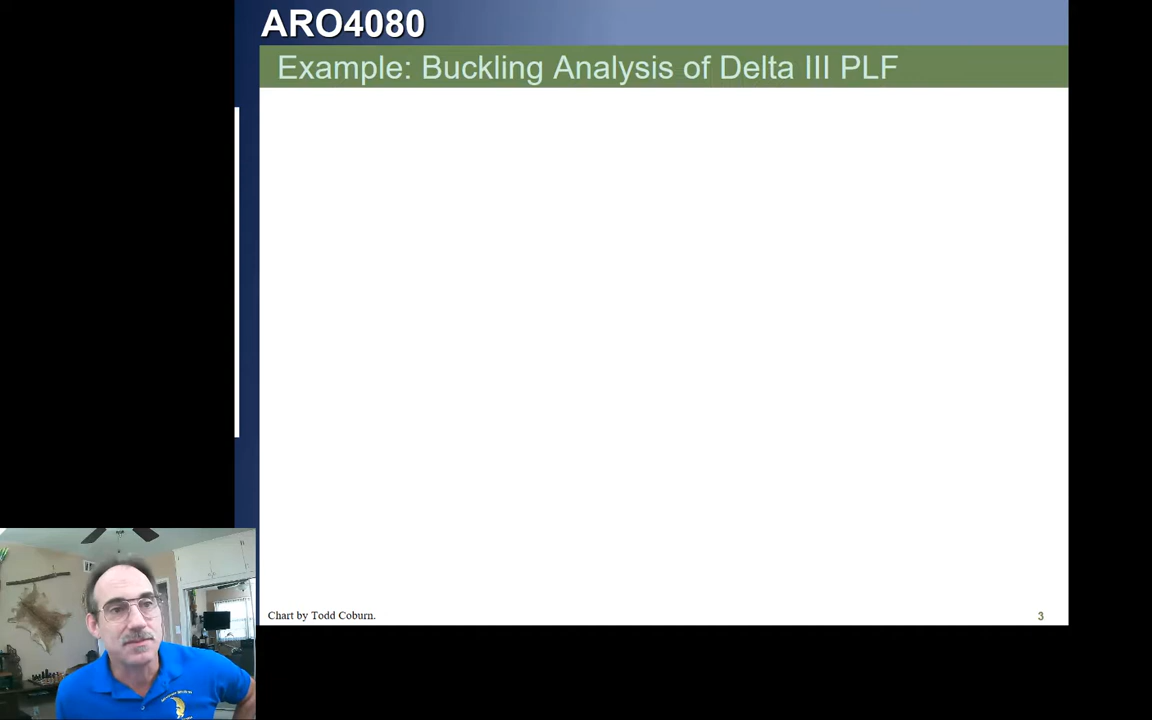 ARO4080
Example: Buckling Analysis of Delta III PLF
Chart by Todd Coburn.
3